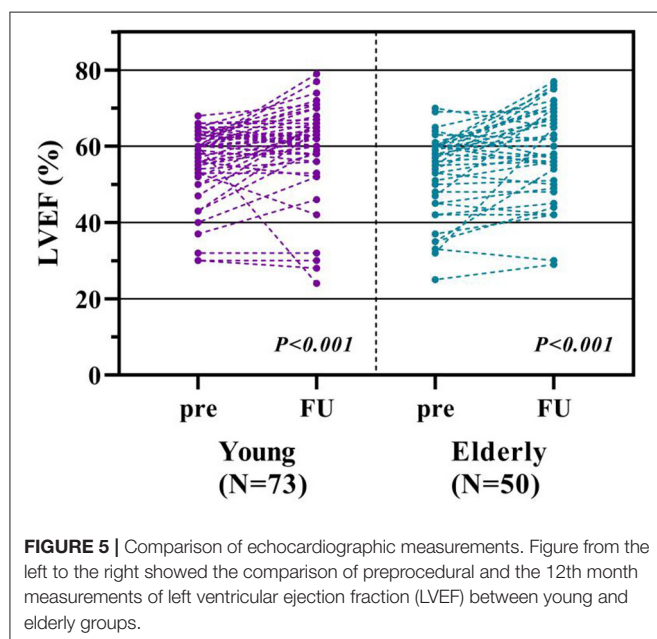 80
60
40
20
0
LVEF (%)
P<0.001
P<0.001
pre FU pre FU
Young Elderly
(N=73) (N=50)
FIGURE 5 | Comparison of echocardiographic measurements. Figure from the
left to the right showed the comparison of preprocedural and the 12th month
measurements of left ventricular ejection fraction (LVEF) between young and
elderly groups.